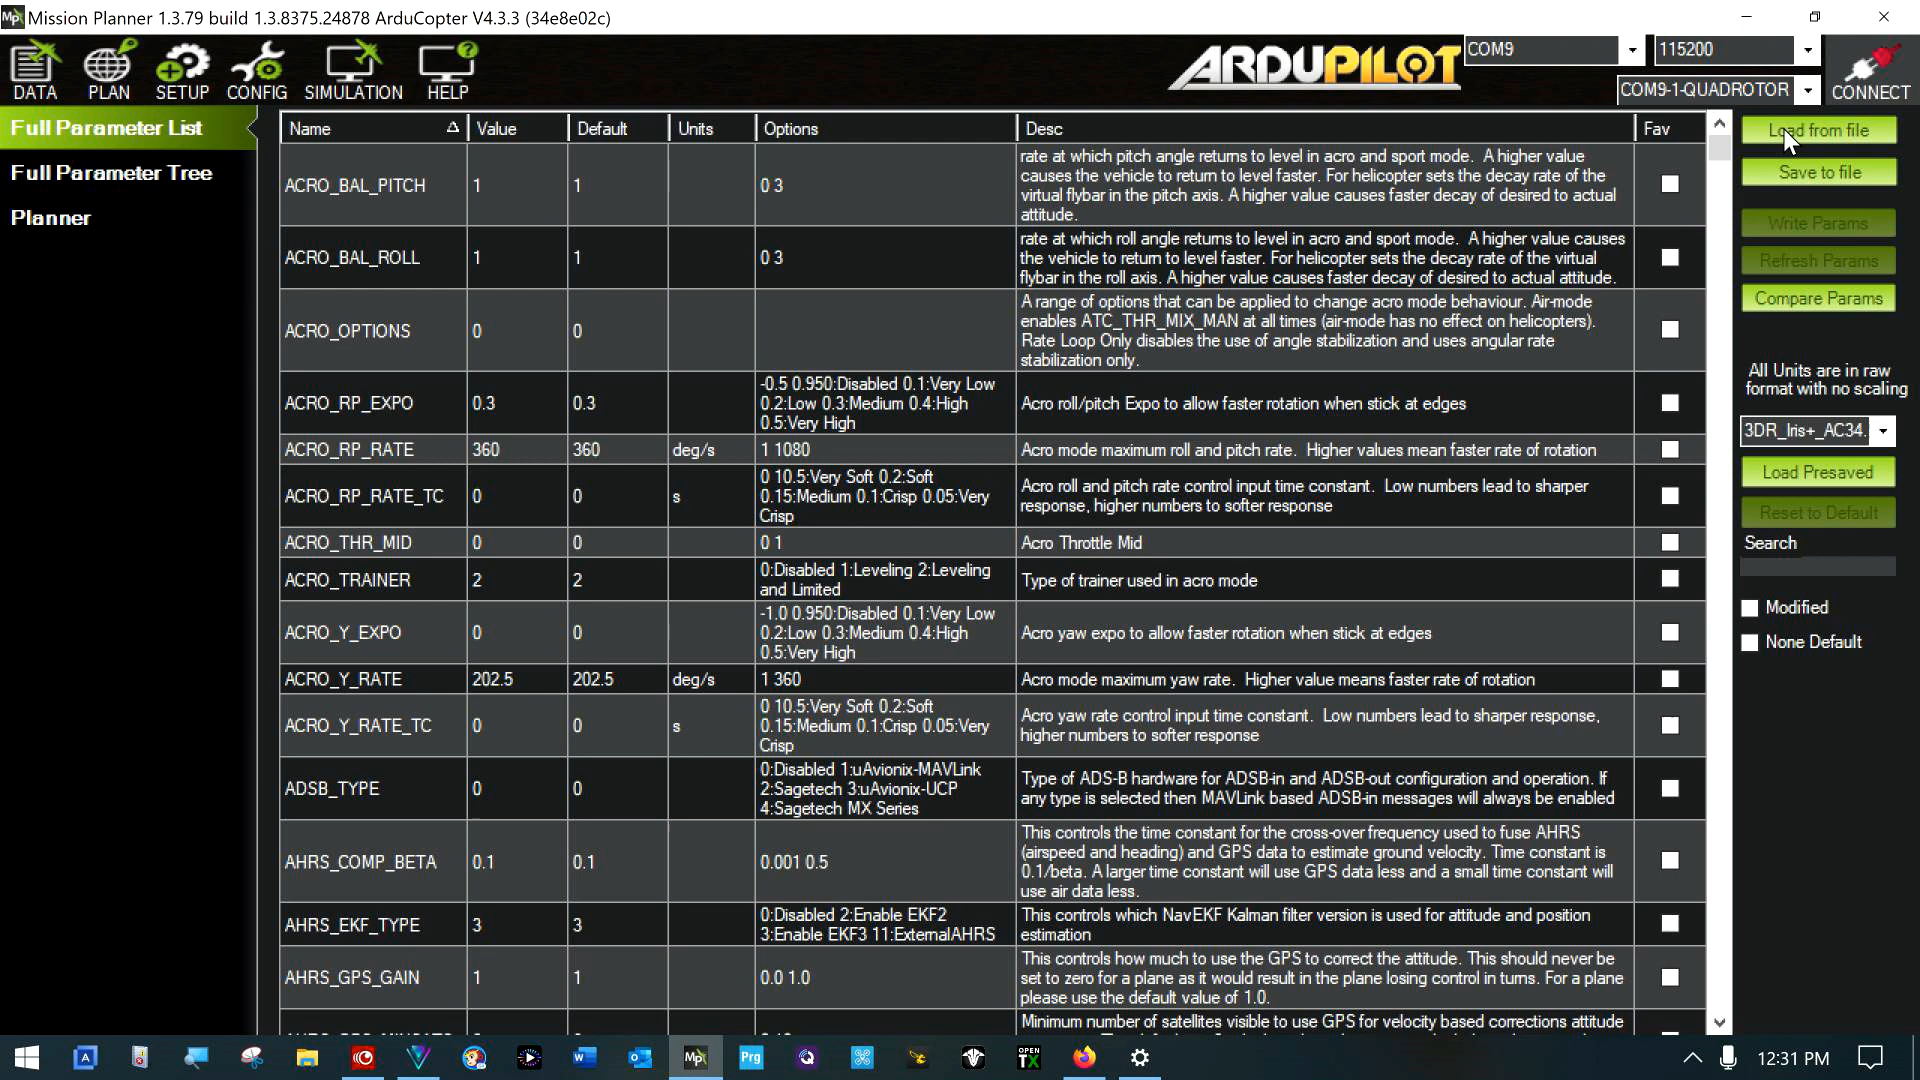 Mission Planner 1.3.79 build 1.3.8375.24878 ArduCopter V4.3.3 (34e8e02c)
DATA
PLAN
SETUP
CONFIG
SIMULATION
HELP
ARDUPILOT
COM9
115200
COM9-1-QUADROTOR
CONNECT
Full Parameter List
Full Parameter Tree
Planner
Name Value Default Units Options Desc Fav
ACRO_BAL_PITCH 1 1 0 3
rate at which pitch angle returns to level in acro and sport mode. A higher value
causes the vehicle to return to level faster. For helicopter sets the decay rate of the
virtual flybar in the pitch axis. A higher value causes faster decay of desired to actual
attitude.
ACRO_BAL_ROLL 1 1 0 3
rate at which roll angle returns to level in acro and sport mode. A higher value causes
the vehicle to return to level faster. For helicopter sets the decay rate of the virtual
flybar in the roll axis. A higher value causes faster decay of desired to actual attitude.
ACRO_OPTIONS 0 0
A range of options that can be applied to change acro mode behaviour. Air-mode
enables ATC_THR_MIX_MAN at all times (air-mode has no effect on helicopters).
Rate Loop Only disables the use of angle stabilization and uses angular rate
stabilization only.
ACRO_RP_EXPO 0.3 0.3
-0.5 0.950:Disabled 0.1:Very Low
0.2:Low 0.3:Medium 0.4:High
0.5:Very High
Acro roll/pitch Expo to allow faster rotation when stick at edges
ACRO_RP_RATE 360 360 deg/s 1 1080 Acro mode maximum roll and pitch rate. Higher values mean faster rate of rotation
ACRO_RP_RATE_TC 0 0 s
0 10.5:Very Soft 0.2:Soft
0.15:Medium 0.1:Crisp 0.05:Very
Crisp
Acro roll and pitch rate control input time constant. Low numbers lead to sharper
response, higher numbers to softer response
ACRO_THR_MID 0 0 0 1 Acro Throttle Mid
ACRO_TRAINER 2 2
0:Disabled 1:Leveling 2:Leveling
and Limited
Type of trainer used in acro mode
ACRO_Y_EXPO 0 0
-1.0 0.950:Disabled 0.1:Very Low
0.2:Low 0.3:Medium 0.4:High
0.5:Very High
Acro yaw expo to allow faster rotation when stick at edges
ACRO_Y_RATE 202.5 202.5 deg/s 1 360 Acro mode maximum yaw rate. Higher value means faster rate of rotation
ACRO_Y_RATE_TC 0 0 s
0 10.5:Very Soft 0.2:Soft
0.15:Medium 0.1:Crisp 0.05:Very
Crisp
Acro yaw rate control input time constant. Low numbers lead to sharper response,
higher numbers to softer response
ADSB_TYPE 0 0
0:Disabled 1:uAvionix-MAVLink
2:Sagetech 3:uAvionix-UCP
4:Sagetech MX Series
Type of ADS-B hardware for ADSB-in and ADSB-out configuration and operation. If
any type is selected then MAVLink based ADSB-in messages will always be enabled
AHRS_COMP_BETA 0.1 0.1 0.001 0.5
This controls the time constant for the cross-over frequency used to fuse AHRS
(airspeed and heading) and GPS data to estimate ground velocity. Time constant is
0.1/beta. A larger time constant will use GPS data less and a small time constant will
use air data less.
AHRS_EKF_TYPE 3 3
0:Disabled 2:Enable EKF2
3:Enable EKF3 11:ExternalAHRS
This controls which NavEKF Kalman filter version is used for attitude and position
estimation
AHRS_GPS_GAIN 1 1 0.0 1.0
This controls how much to use the GPS to correct the attitude. This should never be
set to zero for a plane as it would result in the plane losing control in turns. For a plane
please use the default value of 1.0.
Minimum number of satellites visible to use GPS for velocity based corrections attitude
Load from file
Save to file
Write Params
Refresh Params
Compare Params
All Units are in raw
format with no scaling
3DR_Iris+_AC34.
Load Presaved
Reset to Default
Search
Modified
None Default
Mp
Prg
OPEN
TX
12:31 PM